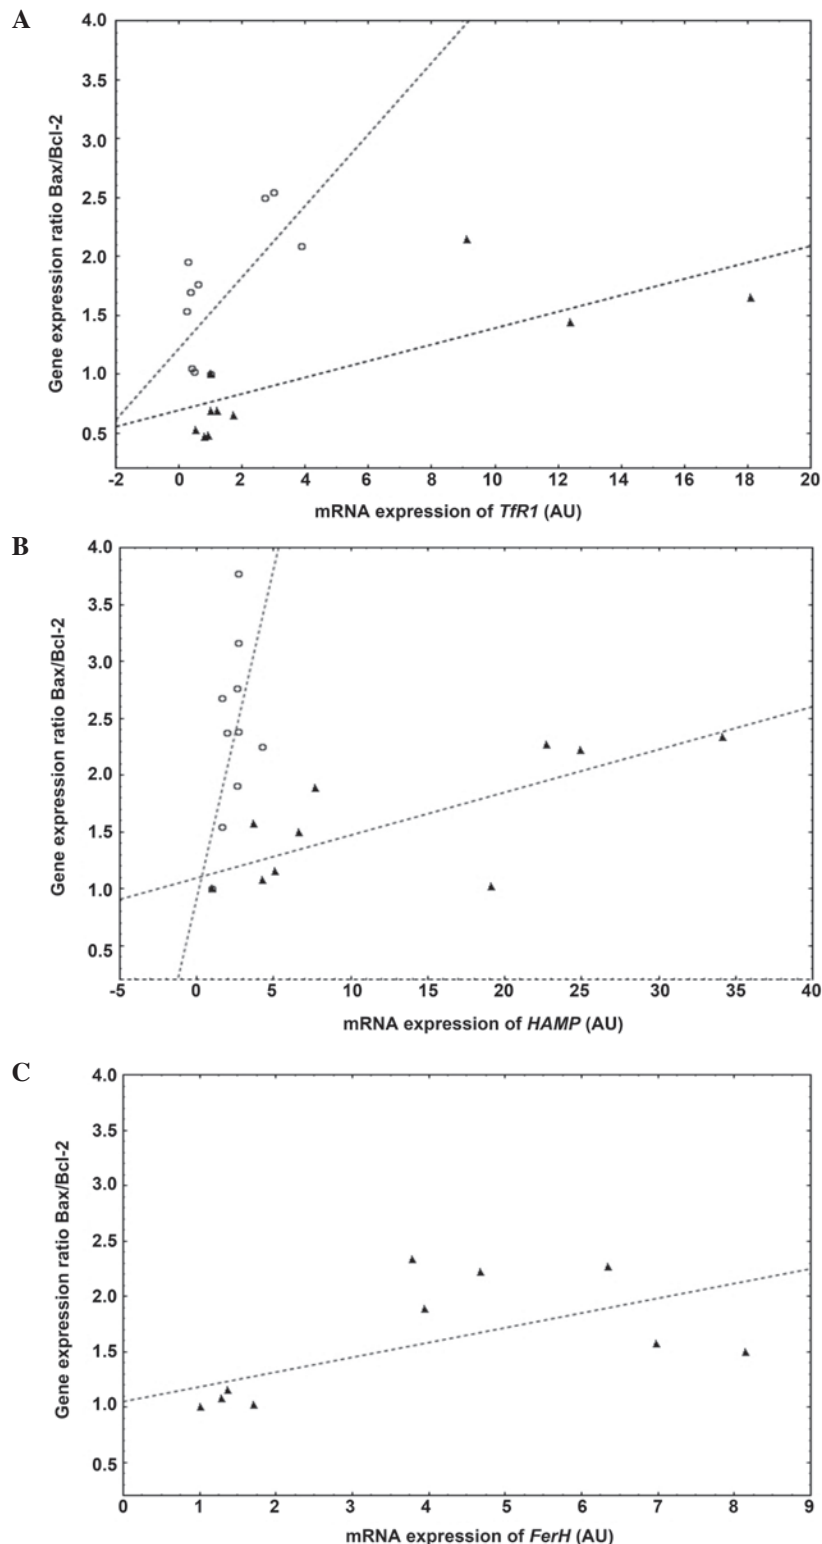 A
4.0
3.5
3.0
2.5
2.0
1.5
1.0
0.5
Gene expression ratio Bax/Bcl-2
-2 0 2 4 6 8 10 12 14 16 18 20
mRNA expression of TfR1 (AU)
B
4.0
3.5
3.0
2.5
2.0
1.5
1.0
0.5
Gene expression ratio Bax/Bcl-2
-5 0 5 10 15 20 25 30 35 40
mRNA expression of HAMP (AU)
C
4.0
3.5
3.0
2.5
2.0
1.5
1.0
0.5
Gene expression ratio Bax/Bcl-2
0 1 2 3 4 5 6 7 8 9
mRNA expression of FerH (AU)